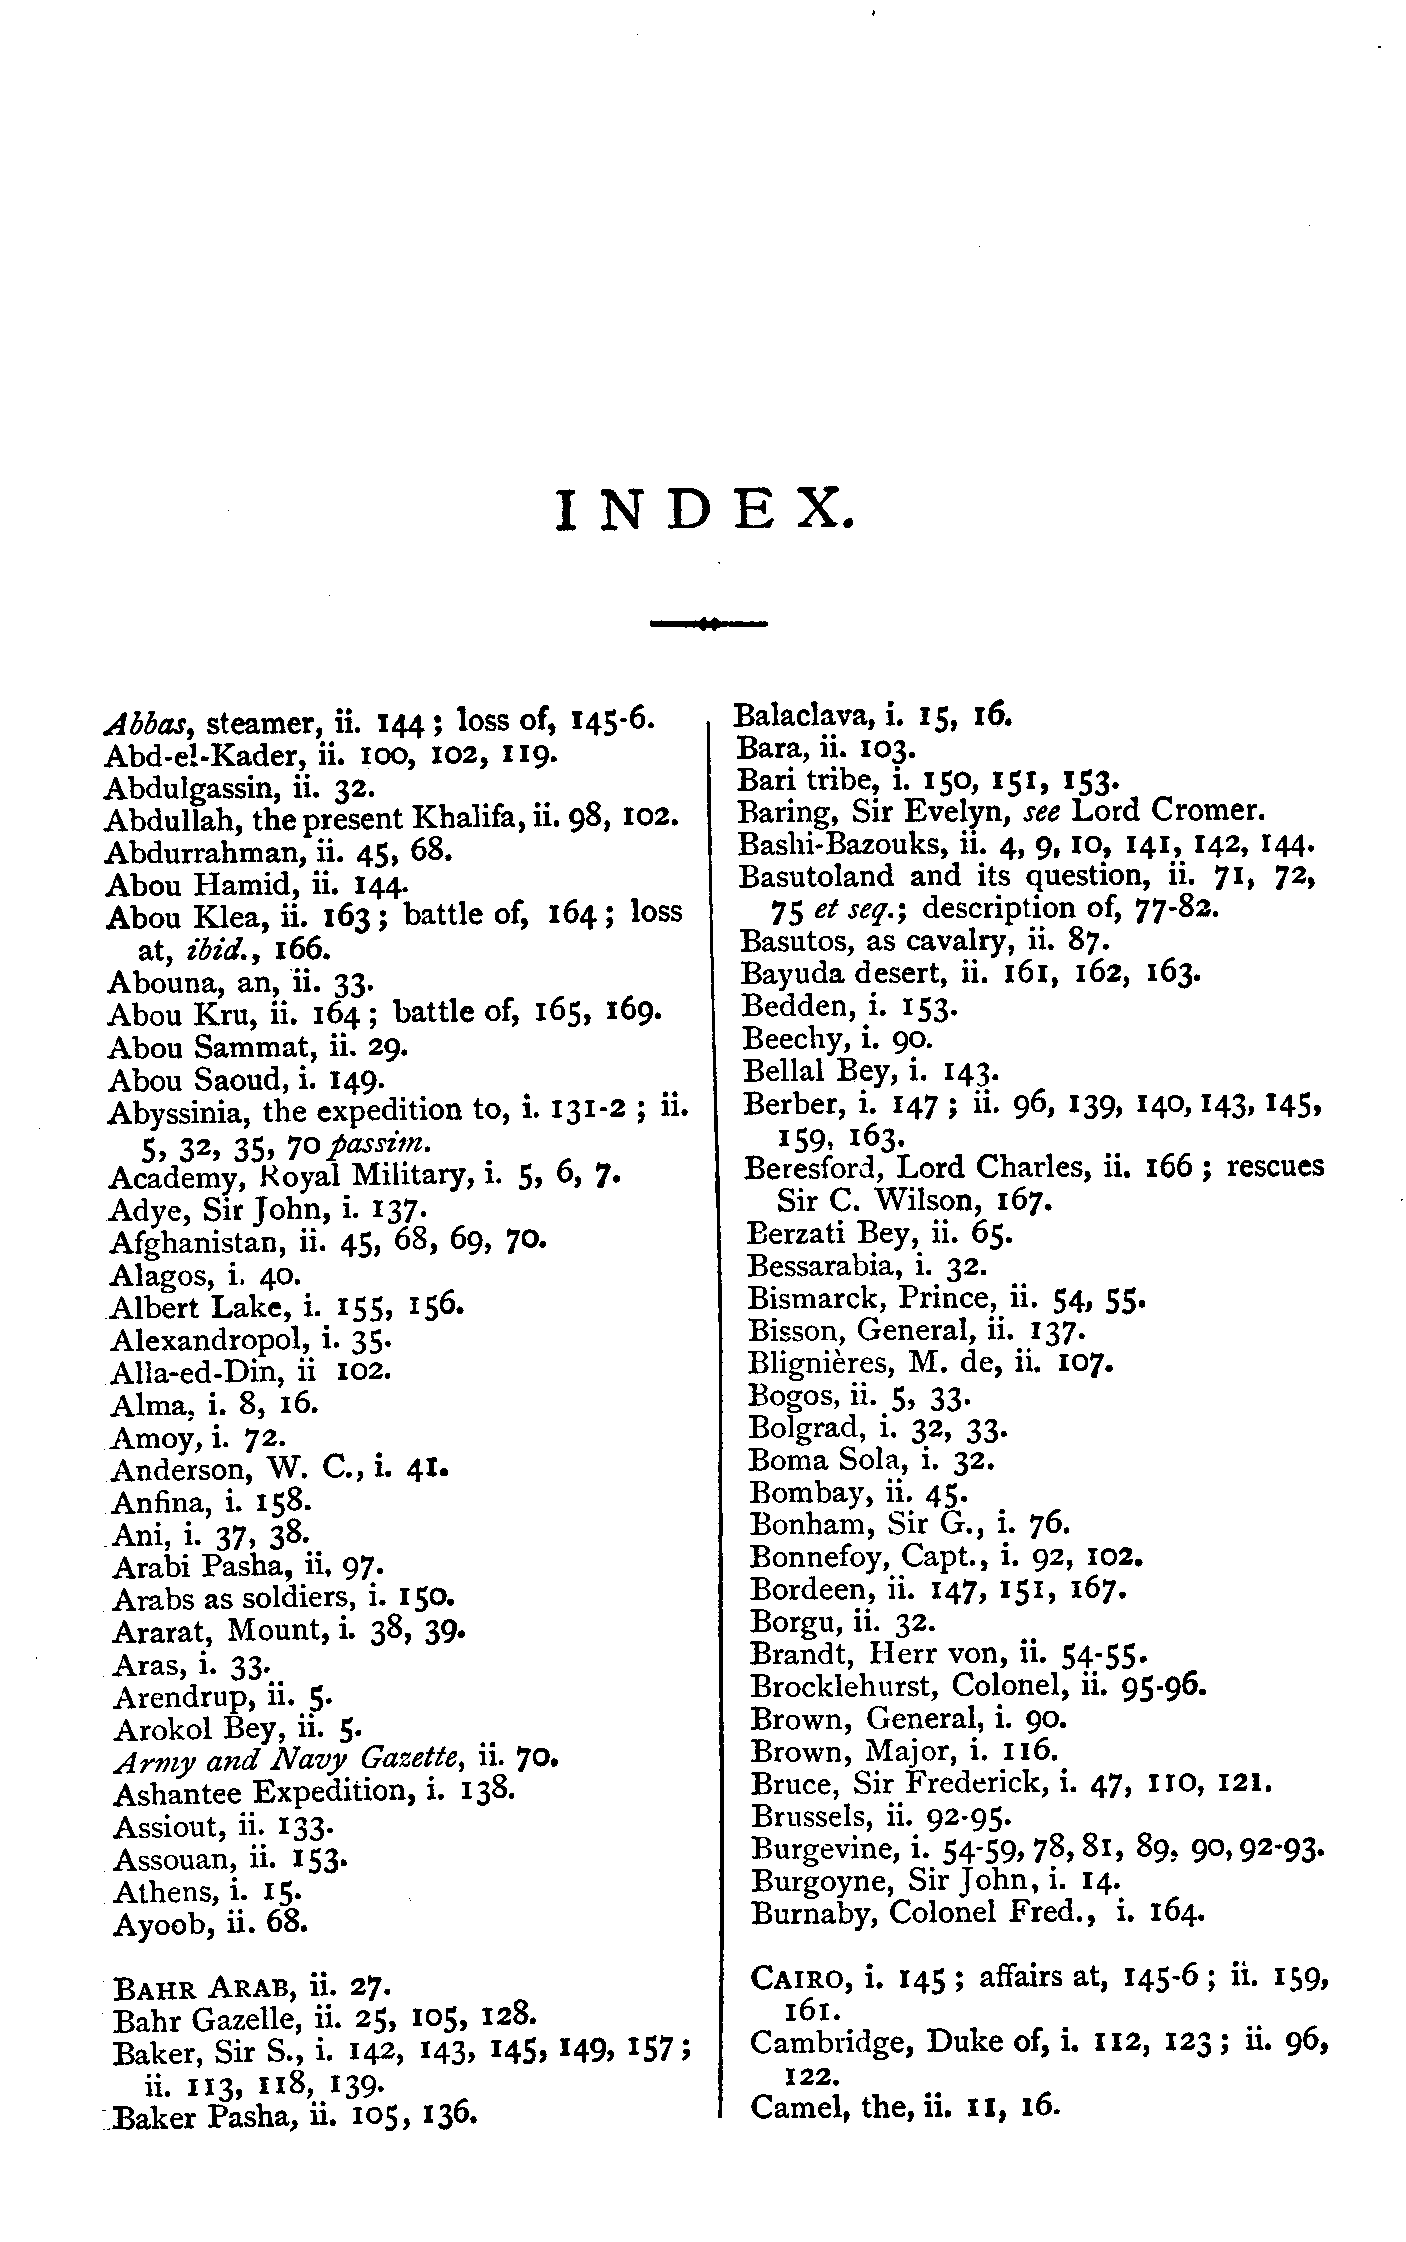 INDEX.
Abbas, steamer, ii. 144; loss of, 145-6.
Abd-el-Kader, ii. 100, 102, 119.
Abdulgassin, ii. 32.
Abdullah, the present Khalifa, ii. 98, 102.
Abdurrahman, ii. 45, 68.
Abou Hamid, ii. 144.
Abou Klea, ii. 163; battle of, 164; loss
at, ibid., 166.
Abouna, an, ii. 33.
Abou Kru, ii. 164; battle of, 165, 169.
Abou Sammat, ii. 29.
Abou Saoud, i. 149.
Abyssinia, the expedition to, i. 131-2; ii.
5, 32, 35, 70 passim.
Academy, Royal Military, i. 5, 6, 7.
Adye, Sir John, i. 137.
Afghanistan, ii. 45, 68, 69, 70.
Alagos, i. 40.
Albert Lake, i. 155, 156.
Alexandropol, i. 35.
Alla-ed-Din, ii 102.
Alma, i. 8, 16.
Amoy, i. 72.
Anderson, W. C., i. 41.
Anfina, i. 158.
Ani, i. 37, 38.
Arabi Pasha, ii, 97.
Arabs as soldiers, i. 150.
Ararat, Mount, i. 38, 39.
Aras, i. 33.
Arendrup, ii. 5.
Arokol Bey, ii. 5.
Army and Navy Gazette, ii. 70.
Ashantee Expedition, i. 138.
Assiout, ii. 133.
Assouan, ii. 153.
Athens, i. 15.
Ayoob, ii. 68.
BAHR ARAB, ii. 27.
Bahr Gazelle, ii. 25, 105, 128.
Baker, Sir S., i. 142, 143, 145, 149, 157;
ii. 113, 118, 139.
Baker Pasha, ii. 105, 136.
Balaclava, i. 15, 16.
Bara, ii. 103.
Bari tribe, i. 150, 151, 153.
Baring, Sir Evelyn, see Lord Cromer.
Bashi-Bazouks, ii. 4, 9, 10, 141, 142, 144.
Basutoland and its question, ii. 71, 72,
75 et seq.; description of, 77-82.
Basutos, as cavalry, ii. 87.
Bayuda desert, ii. 161, 162, 163.
Bedden, i. 153.
Beechy, i. 90.
Bellal Bey, i. 143.
Berber, i. 147; ii. 96, 139, 140, 143, 145,
159, 163.
Beresford, Lord Charles, ii. 166; rescues
Sir C. Wilson, 167.
Berzati Bey, ii. 65.
Bessarabia, i. 32.
Bismarck, Prince, ii. 54, 55.
Bisson, General, ii. 137.
Blignières, M. de, ii. 107.
Bogos, ii. 5, 33.
Bolgrad, i. 32, 33.
Boma Sola, i. 32.
Bombay, ii. 45.
Bonham, Sir G., i. 76.
Bonnefoy, Capt., i. 92, 102.
Bordeen, ii. 147, 151, 167.
Borgu, ii. 32.
Brandt, Herr von, ii. 54-55.
Brocklehurst, Colonel, ii. 95-96.
Brown, General, i. 90.
Brown, Major, i. 116.
Bruce, Sir Frederick, i. 47, 110, 121.
Brussels, ii. 92-95.
Burgevine, i. 54-59, 78, 81, 89, 90, 92-93.
Burgoyne, Sir John, i. 14.
Burnaby, Colonel Fred., i. 164.
CAIRO, i. 145; affairs at, 145-6; ii. 159,
161.
Cambridge, Duke of, i. 112, 123; ii. 96,
122.
Camel, the, ii. 11, 16.